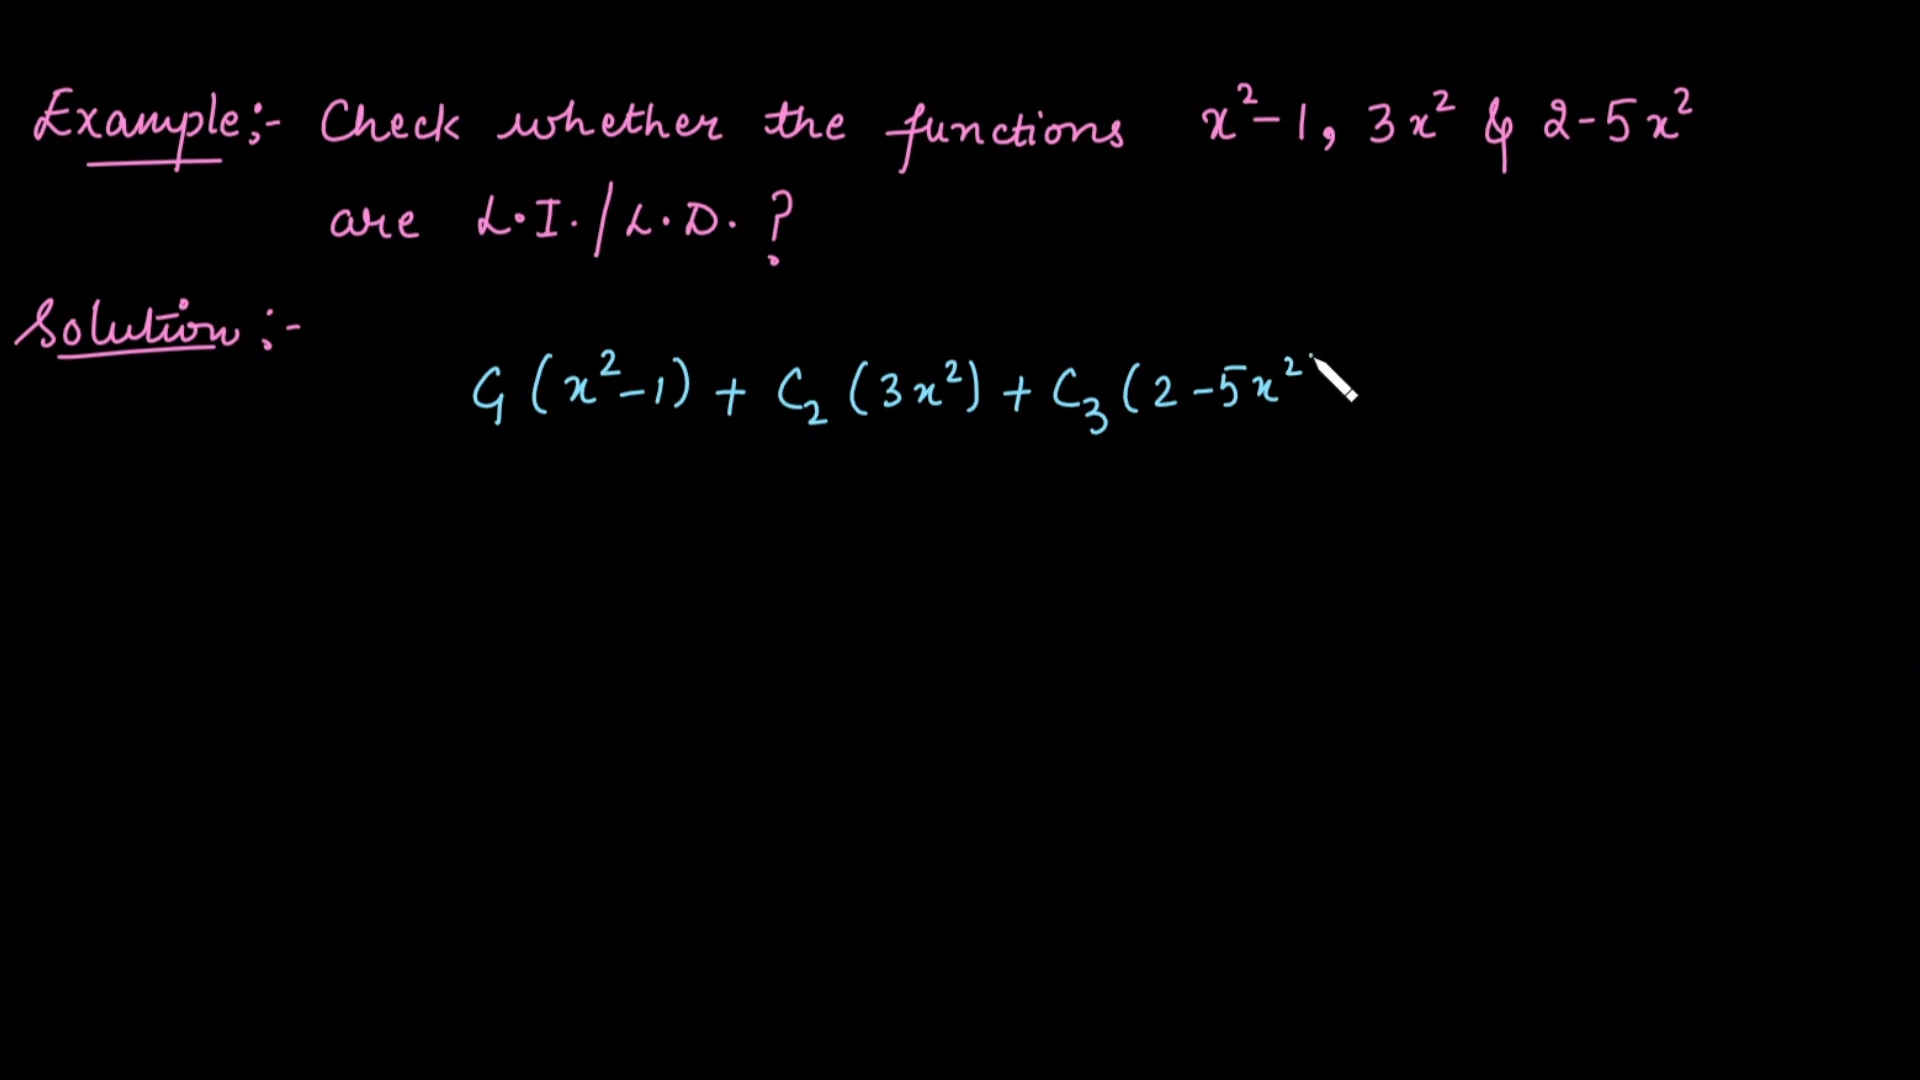 Example:- Check whether the functions x²-1, 3x² & 2-5x²
are L.I./L.D. ?
Solution:-
C₁(x²-1) + C₂(3x²) + C₃(2-5x²